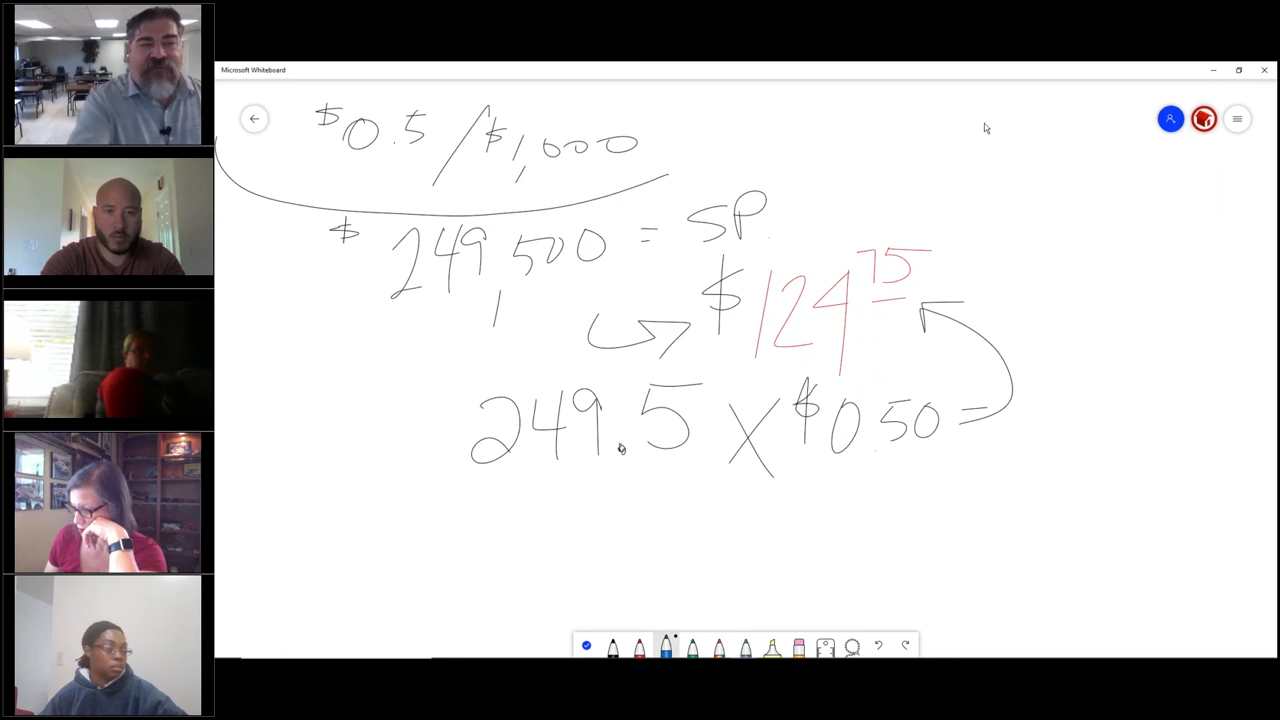 Microsoft Whiteboard
$0.5/$1,000
$249,500 = SP
$124 75
249.5 X $0.50 =